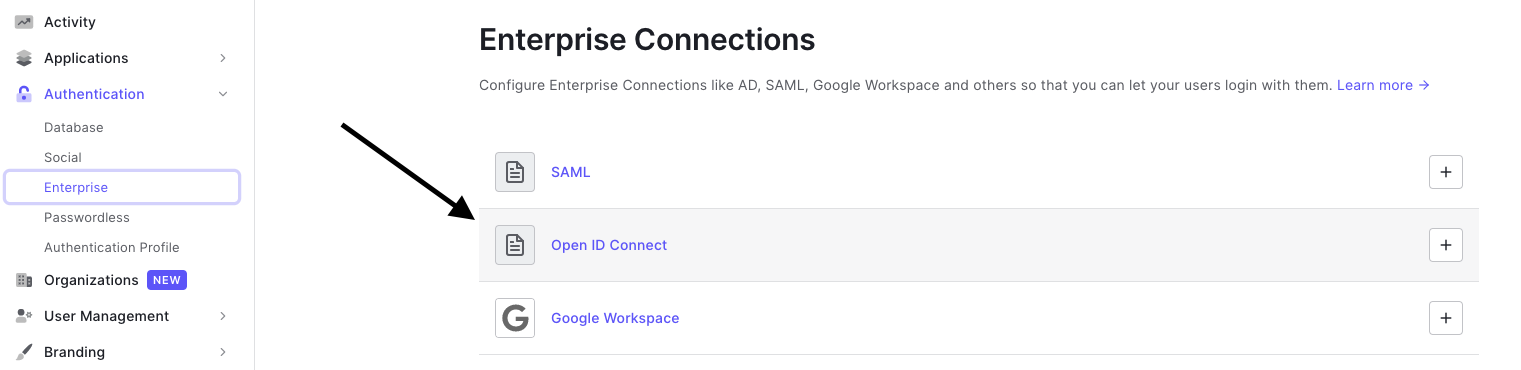 Activity
Applications
Authentication
Database
Social
Enterprise
Passwordless
Authentication Profile
Organizations NEW
User Management
Branding
Enterprise Connections
Configure Enterprise Connections like AD, SAML, Google Workspace and others so that you can let your users login with them. Learn more →
SAML
Open ID Connect
Google Workspace